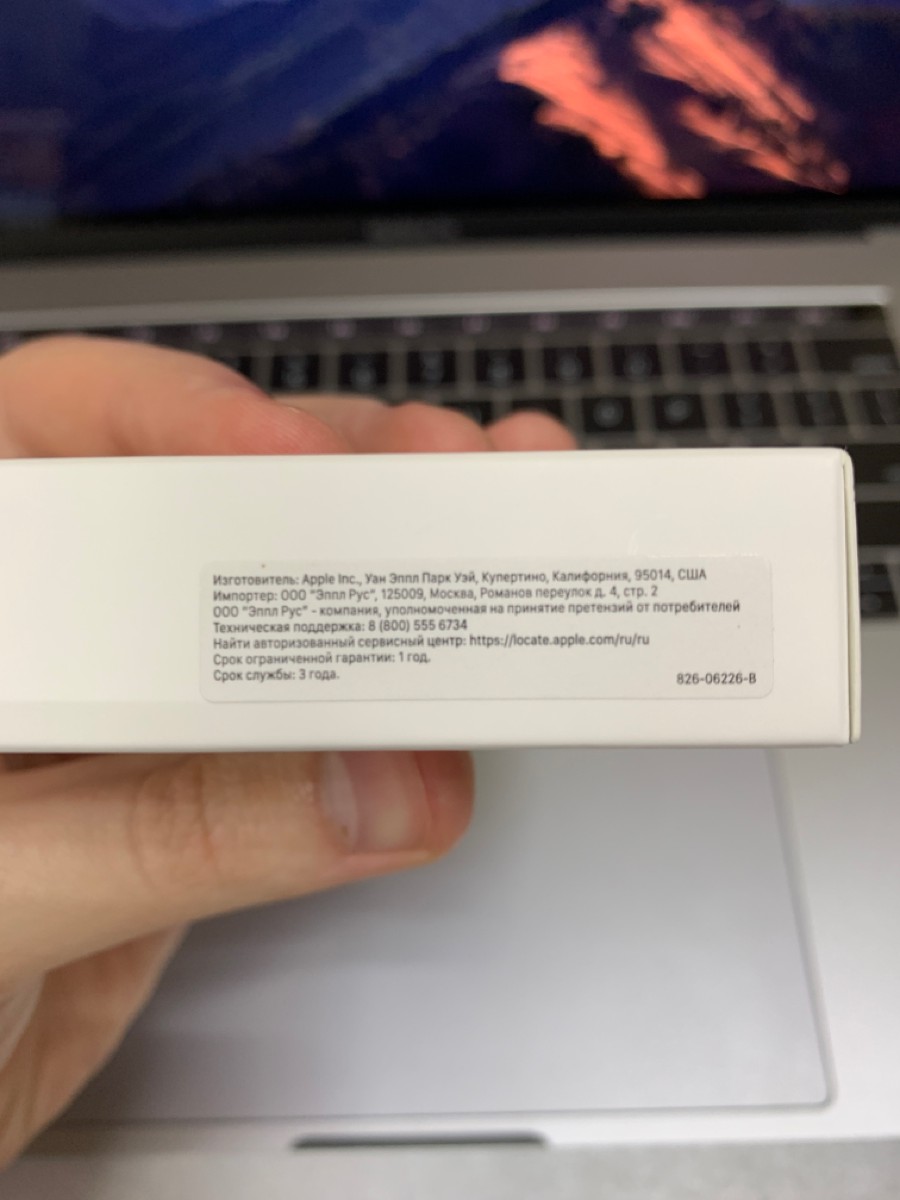 Изготовитель: Apple Inc., Уан Эппл Парк Уэй, Купертино, Калифорния, 95014, США
Импортер: ООО "Эппл Рус", 125009, Москва, Романов переулок д. 4, стр. 2
ООО "Эппл Рус" - компания, уполномоченная на принятие претензий от потребителей
Техническая поддержка: 8 (800) 555 6734
Найти авторизованный сервисный центр: https://locate.apple.com/ru/ru
Срок ограниченной гарантии: 1 год.
Срок службы: 3 года.
826-06226-B